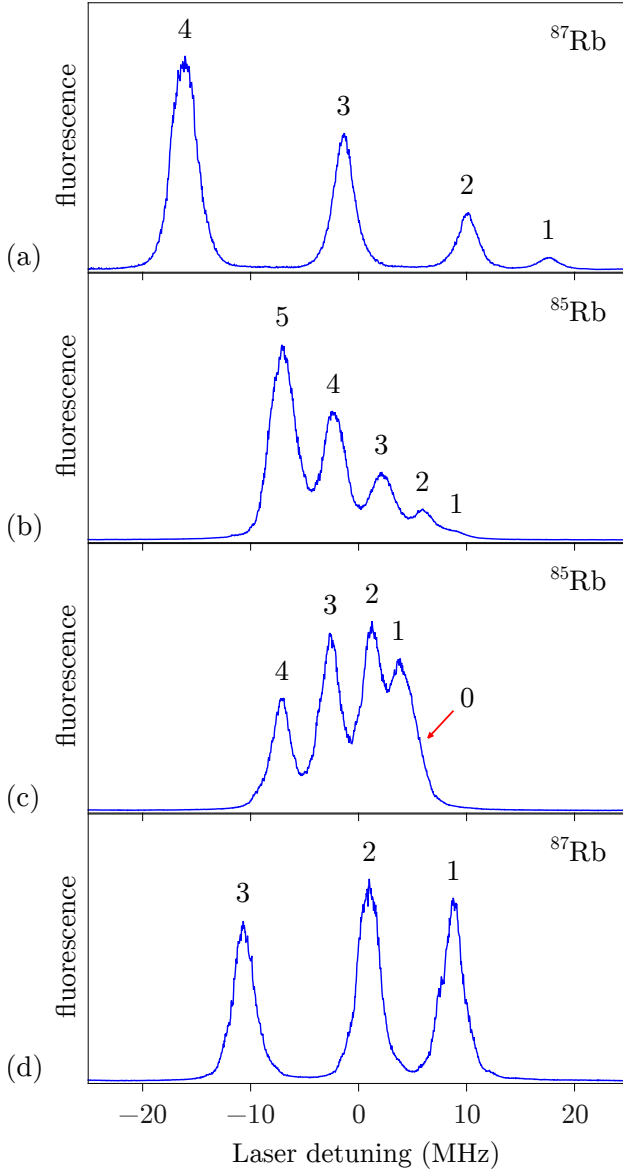 ⁸⁷Rb
4
3
2
1
fluorescence
(a)
⁸⁵Rb
5
4
3
2
1
fluorescence
(b)
⁸⁵Rb
4
3
2
1
0
fluorescence
(c)
⁸⁷Rb
3
2
1
fluorescence
(d)
−20 −10 0 10 20
Laser detuning (MHz)